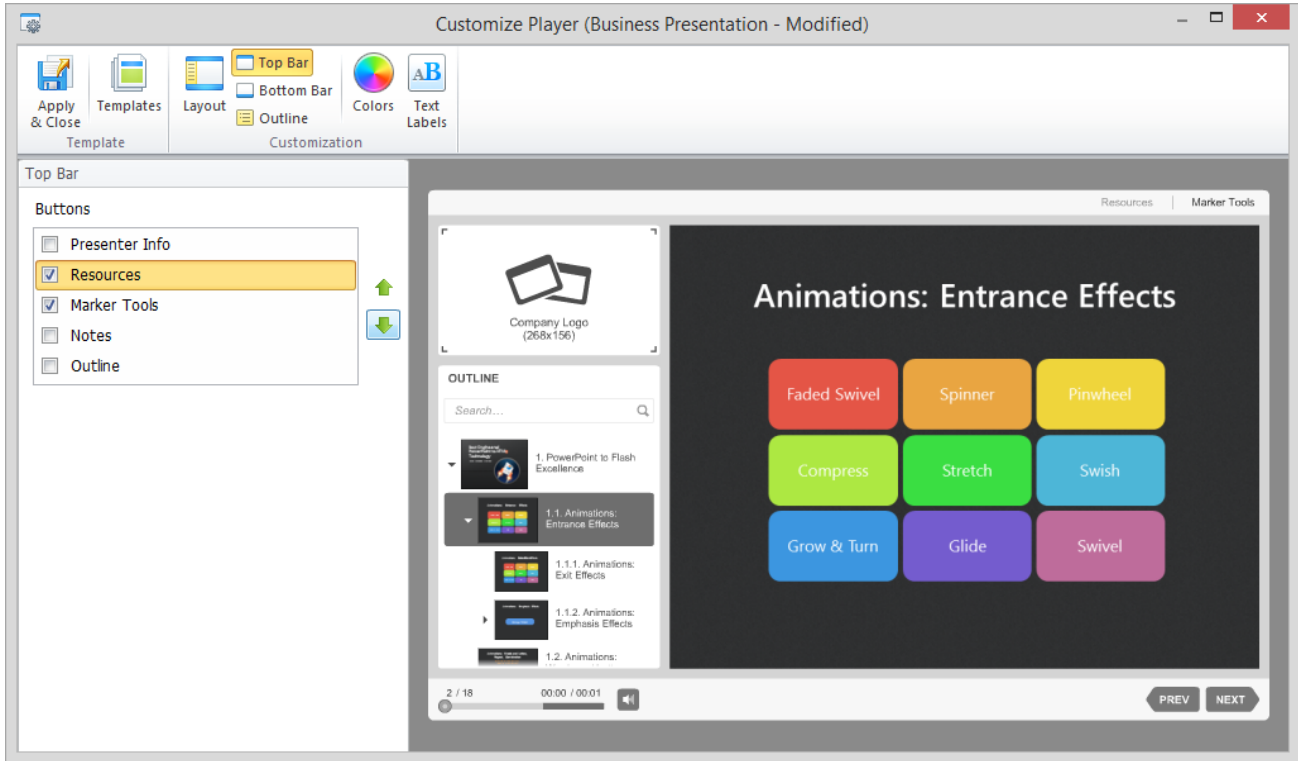 Customize Player (Business Presentation - Modified)
Apply
& Close
Templates
Layout
Top Bar
Bottom Bar
Outline
Colors
AB
Text
Labels
Template
Customization
Top Bar
Buttons
Presenter Info
Resources
Marker Tools
Notes
Outline
Resources
Marker Tools
Company Logo
(268x156)
OUTLINE
Search...
1. PowerPoint to Flash
Excellence
1.1. Animations:
Entrance Effects
1.1.1. Animations:
Exit Effects
1.1.2. Animations:
Emphasis Effects
1.2. Animations:
Animations: Entrance Effects
Faded Swivel
Spinner
Pinwheel
Compress
Stretch
Swish
Grow & Turn
Glide
Swivel
2 / 18
00:00 / 00:01
PREV
NEXT